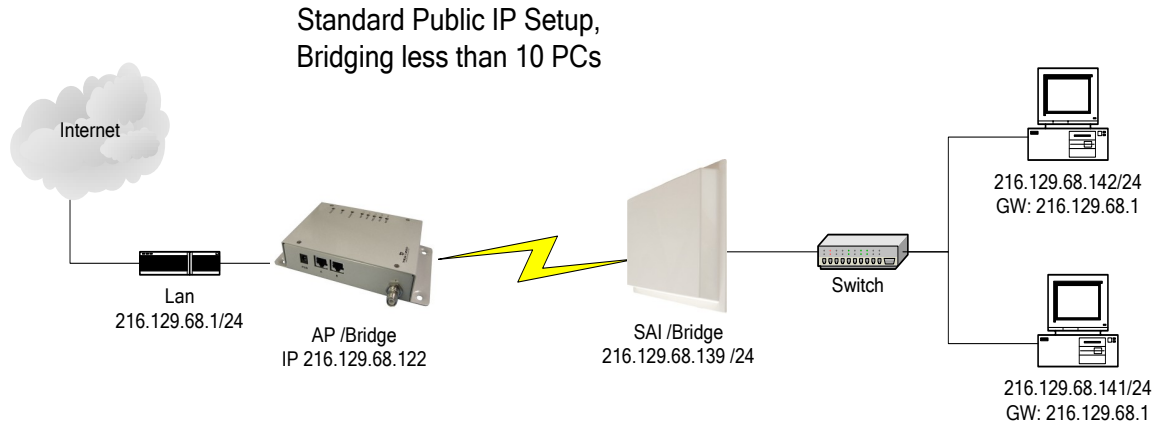 Standard Public IP Setup,
Bridging less than 10 PCs
Internet
Lan
216.129.68.1/24
AP /Bridge
IP 216.129.68.122
SAI /Bridge
216.129.68.139 /24
Switch
216.129.68.142/24
GW: 216.129.68.1
216.129.68.141/24
GW: 216.129.68.1